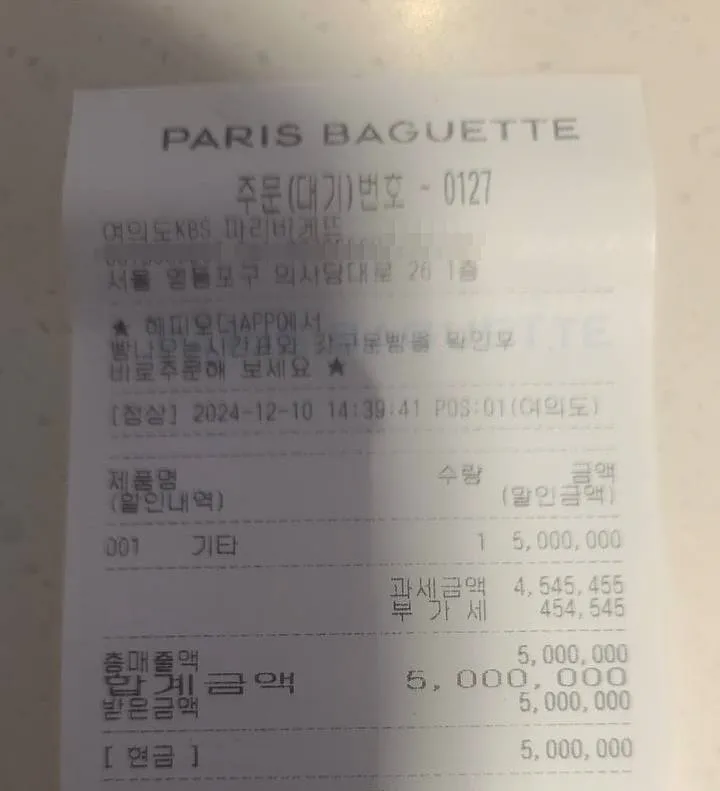 PARIS BAGUETTE
주문(대기)번호 - 0127
여의도KBS 파리바게뜨
서울 영등포구 의사당대로 26 1층
★ 해피오더APP에서
빵나오는시간표와 갓구운빵을 확인후
바로주문해 보세요 ★
[정상] 2024-12-10 14:39:41 POS:01(여의도)
제품명 수량 금액
(할인내역) (할인금액)
001 기타 1 5,000,000
과세금액 4,545,455
부 가 세 454,545
총매출액 5,000,000
합계금액 5,000,000
받은금액 5,000,000
[ 현금 ] 5,000,000